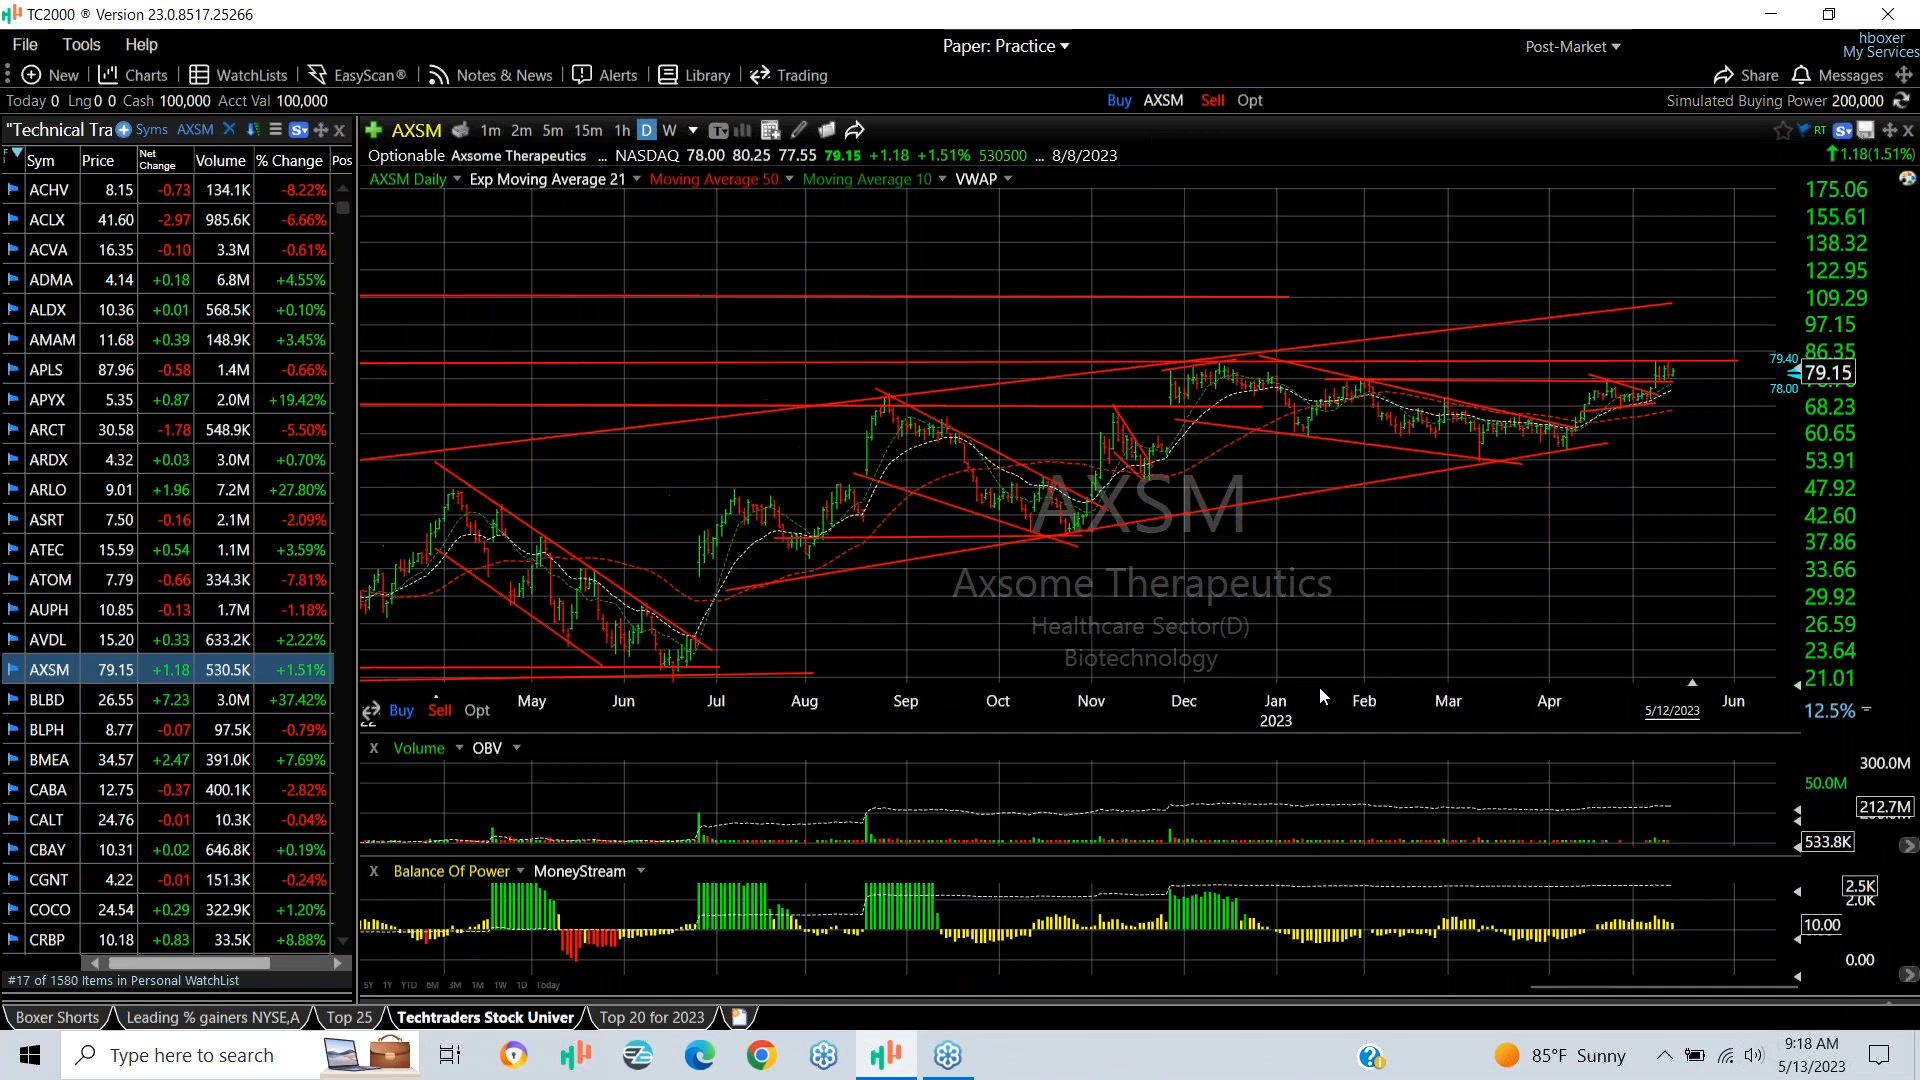 TC2000 ® Version 23.0.8517.25266
File Tools Help
Paper: Practice
Post-Market
hboxer
My Services
New Charts WatchLists EasyScan® Notes & News Alerts Library Trading
Share Messages
Today 0 Lng 0 0 Cash 100,000 Acct Val 100,000
Buy AXSM Sell Opt
Simulated Buying Power 200,000
"Technical Tra Syms AXSM
AXSM 1m 2m 5m 15m 1h D W
RT
Optionable Axsome Therapeutics ... NASDAQ 78.00 80.25 77.55 79.15 +1.18 +1.51% 530500 ... 8/8/2023
1.18(1.51%)
AXSM Daily Exp Moving Average 21 Moving Average 50 Moving Average 10 VWAP
Sym Price Net Change Volume % Change Pos
ACHV 8.15 -0.73 134.1K -8.22%
ACLX 41.60 -2.97 985.6K -6.66%
ACVA 16.35 -0.10 3.3M -0.61%
ADMA 4.14 +0.18 6.8M +4.55%
ALDX 10.36 +0.01 568.5K +0.10%
AMAM 11.68 +0.39 148.9K +3.45%
APLS 87.96 -0.58 1.4M -0.66%
APYX 5.35 +0.87 2.0M +19.42%
ARCT 30.58 -1.78 548.9K -5.50%
ARDX 4.32 +0.03 3.0M +0.70%
ARLO 9.01 +1.96 7.2M +27.80%
ASRT 7.50 -0.16 2.1M -2.09%
ATEC 15.59 +0.54 1.1M +3.59%
ATOM 7.79 -0.66 334.3K -7.81%
AUPH 10.85 -0.13 1.7M -1.18%
AVDL 15.20 +0.33 633.2K +2.22%
AXSM 79.15 +1.18 530.5K +1.51%
BLBD 26.55 +7.23 3.0M +37.42%
BLPH 8.77 -0.07 97.5K -0.79%
BMEA 34.57 +2.47 391.0K +7.69%
CABA 12.75 -0.37 400.1K -2.82%
CALT 24.76 -0.01 10.3K -0.04%
CBAY 10.31 +0.02 646.8K +0.19%
CGNT 4.22 -0.01 151.3K -0.24%
COCO 24.54 +0.29 322.9K +1.20%
CRBP 10.18 +0.83 33.5K +8.88%
#17 of 1580 Items in Personal WatchList
175.06
155.61
138.32
122.95
109.29
97.15
86.35
79.40
79.15
78.00
68.23
60.65
53.91
47.92
42.60
37.86
33.66
29.92
26.59
23.64
21.01
12.5%
AXSM
Axsome Therapeutics
Healthcare Sector(D)
Biotechnology
Buy Sell Opt
22
May Jun Jul Aug Sep Oct Nov Dec Jan Feb Mar Apr Jun
2023
5/12/2023
X Volume OBV
300.0M
50.0M
212.7M
533.8K
X Balance Of Power MoneyStream
2.5K
2.0K
10.00
0.00
5Y 1Y YTD 6M 3M 1M 1W 1D Today
Boxer Shorts Leading % gainers NYSE,A Top 25 Techtraders Stock Univer Top 20 for 2023
Type here to search
85°F Sunny
9:18 AM
5/13/2023